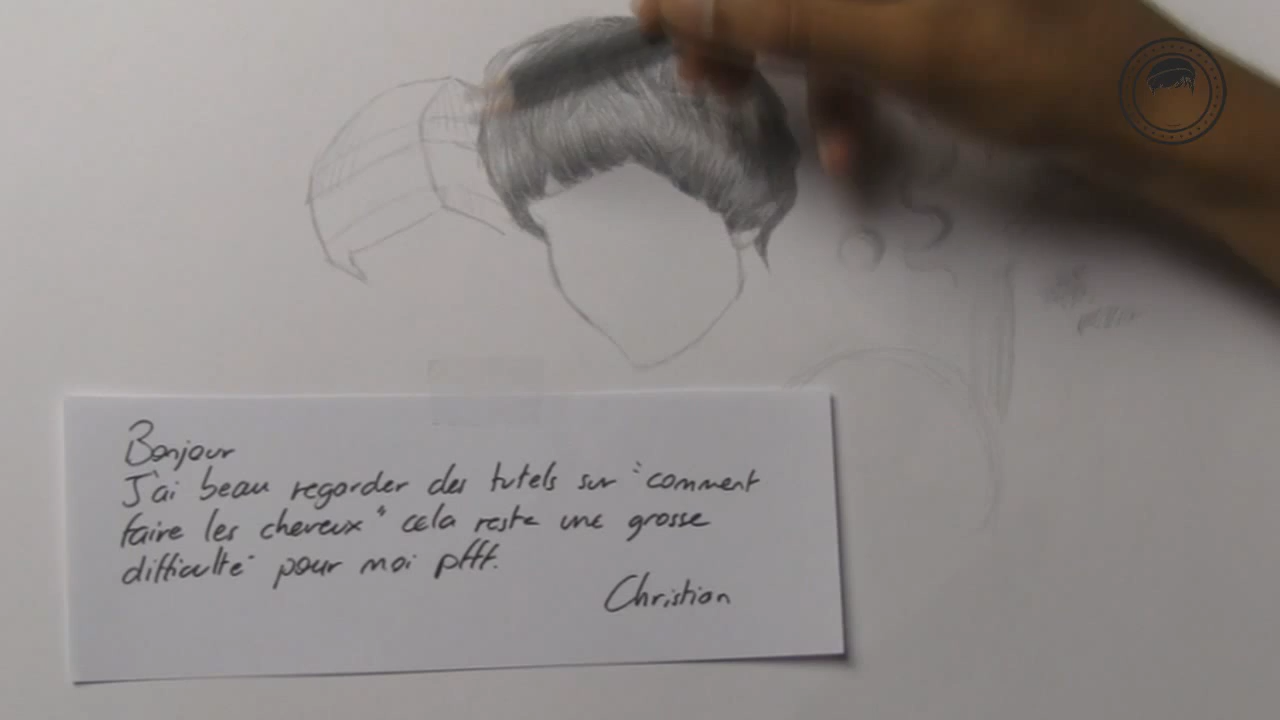 Bonjour
J'ai beau regarder des tutels sur "comment
faire les cheveux" cela reste une grosse
difficulté pour moi pfff.
Christian